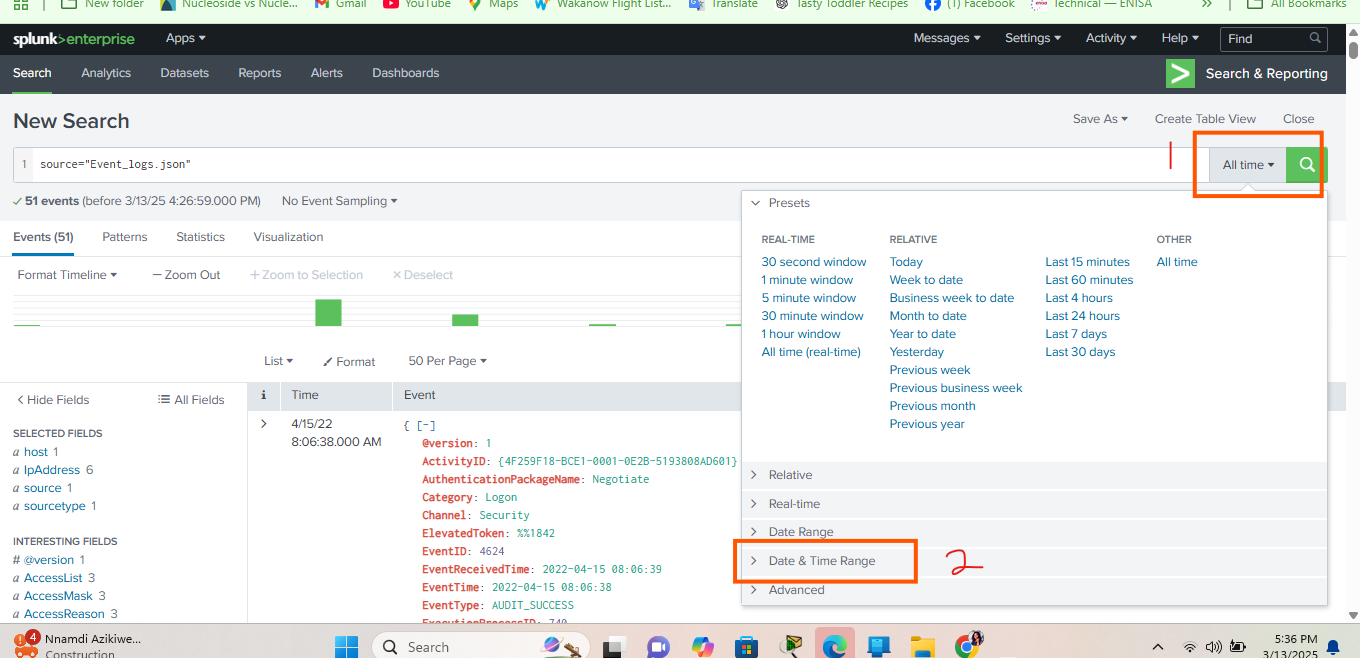 New folder Nucleoside vs Nucle... Gmail YouTube Maps Wakanow Flight List... Translate Tasty Toddler Recipes (1) Facebook Technical — ENISA All Bookmarks
splunk>enterprise Apps Messages Settings Activity Help Find
Search Analytics Datasets Reports Alerts Dashboards Search & Reporting
New Search Save As Create Table View Close
1 source="Event_logs.json" 1 All time
51 events (before 3/13/25 4:26:59.000 PM) No Event Sampling
Events (51) Patterns Statistics Visualization
Format Timeline — Zoom Out + Zoom to Selection × Deselect
List Format 50 Per Page
Hide Fields All Fields
SELECTED FIELDS
a host 1
a IpAddress 6
a source 1
a sourcetype 1
INTERESTING FIELDS
# @version 1
a AccessList 3
a AccessMask 3
a AccessReason 3
i Time Event
4/15/22
8:06:38.000 AM
{ [-]
@version: 1
ActivityID: {4F259F18-BCE1-0001-0E2B-5193808AD601}
AuthenticationPackageName: Negotiate
Category: Logon
Channel: Security
ElevatedToken: %%1842
EventID: 4624
EventReceivedTime: 2022-04-15 08:06:39
EventTime: 2022-04-15 08:06:38
EventType: AUDIT_SUCCESS
ExecutionProcessID: 740
Presets
REAL-TIME
30 second window
1 minute window
5 minute window
30 minute window
1 hour window
All time (real-time)
RELATIVE
Today
Week to date
Business week to date
Month to date
Year to date
Yesterday
Previous week
Previous business week
Previous month
Previous year
Last 15 minutes
Last 60 minutes
Last 4 hours
Last 24 hours
Last 7 days
Last 30 days
OTHER
All time
Relative
Real-time
Date Range
Date & Time Range 2
Advanced
4 Nnamdi Azikiwe...
Construction
Search
5:36 PM
3/13/2025